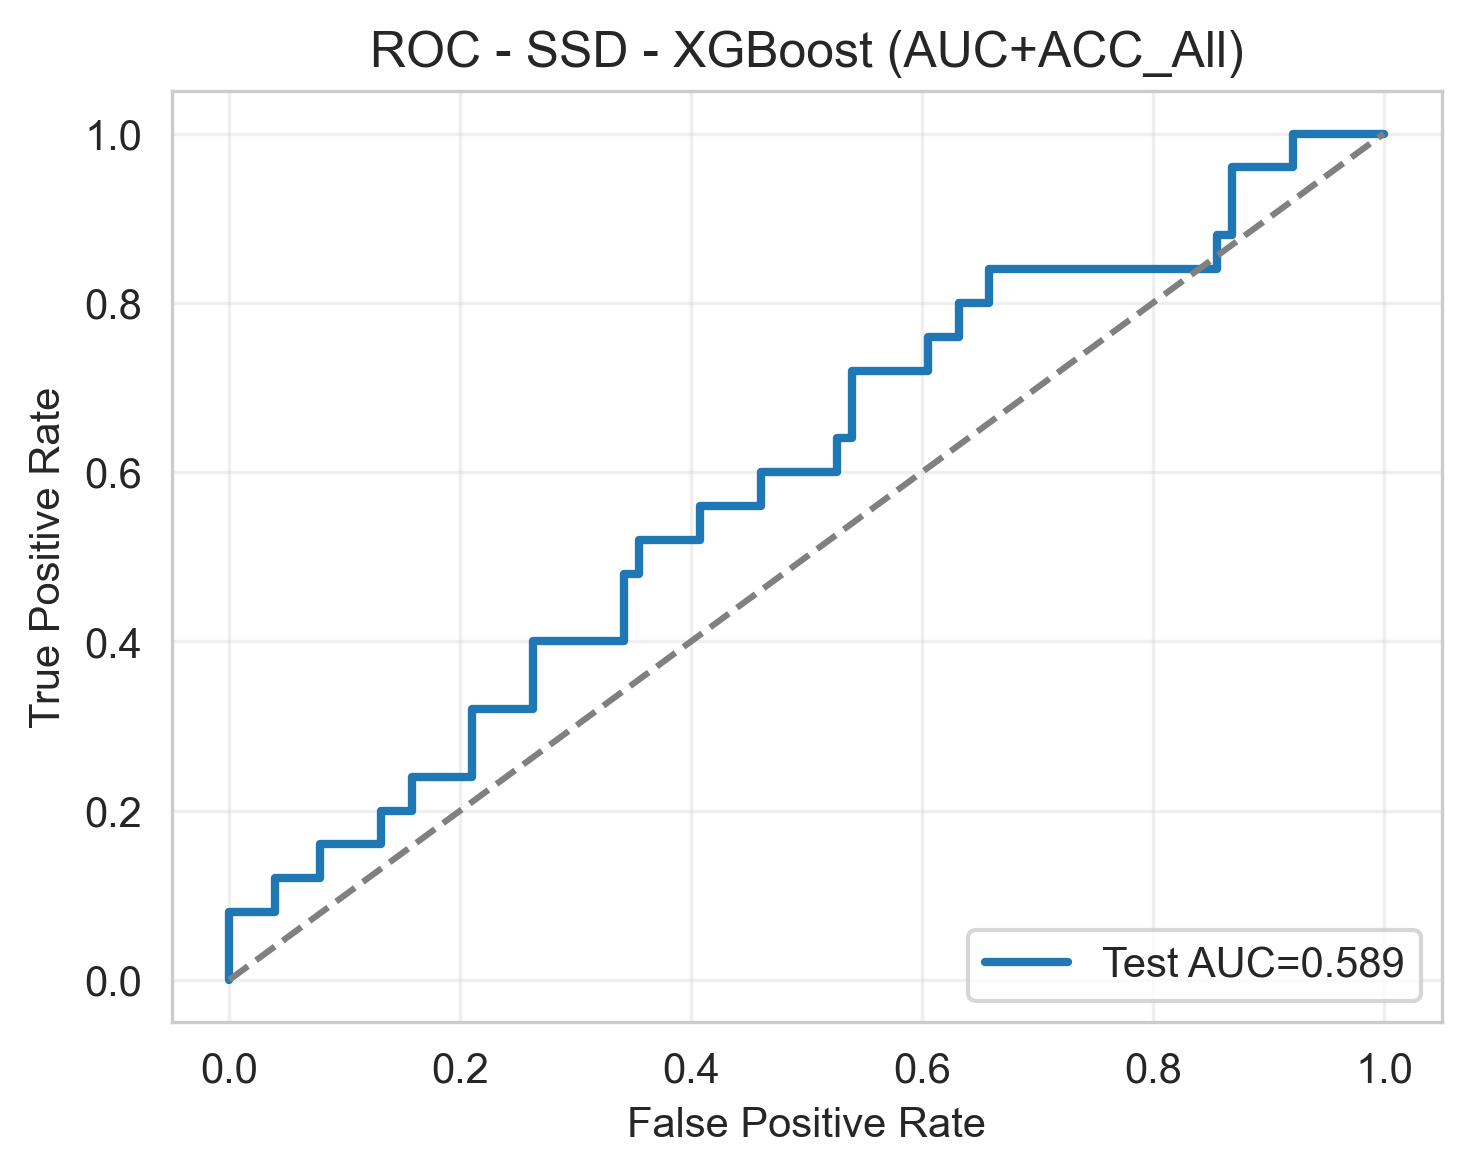 ROC - SSD - XGBoost (AUC+ACC_All)
True Positive Rate
1.0
0.8
0.6
0.4
0.2
0.0
Test AUC=0.589
0.0 0.2 0.4 0.6 0.8 1.0
False Positive Rate